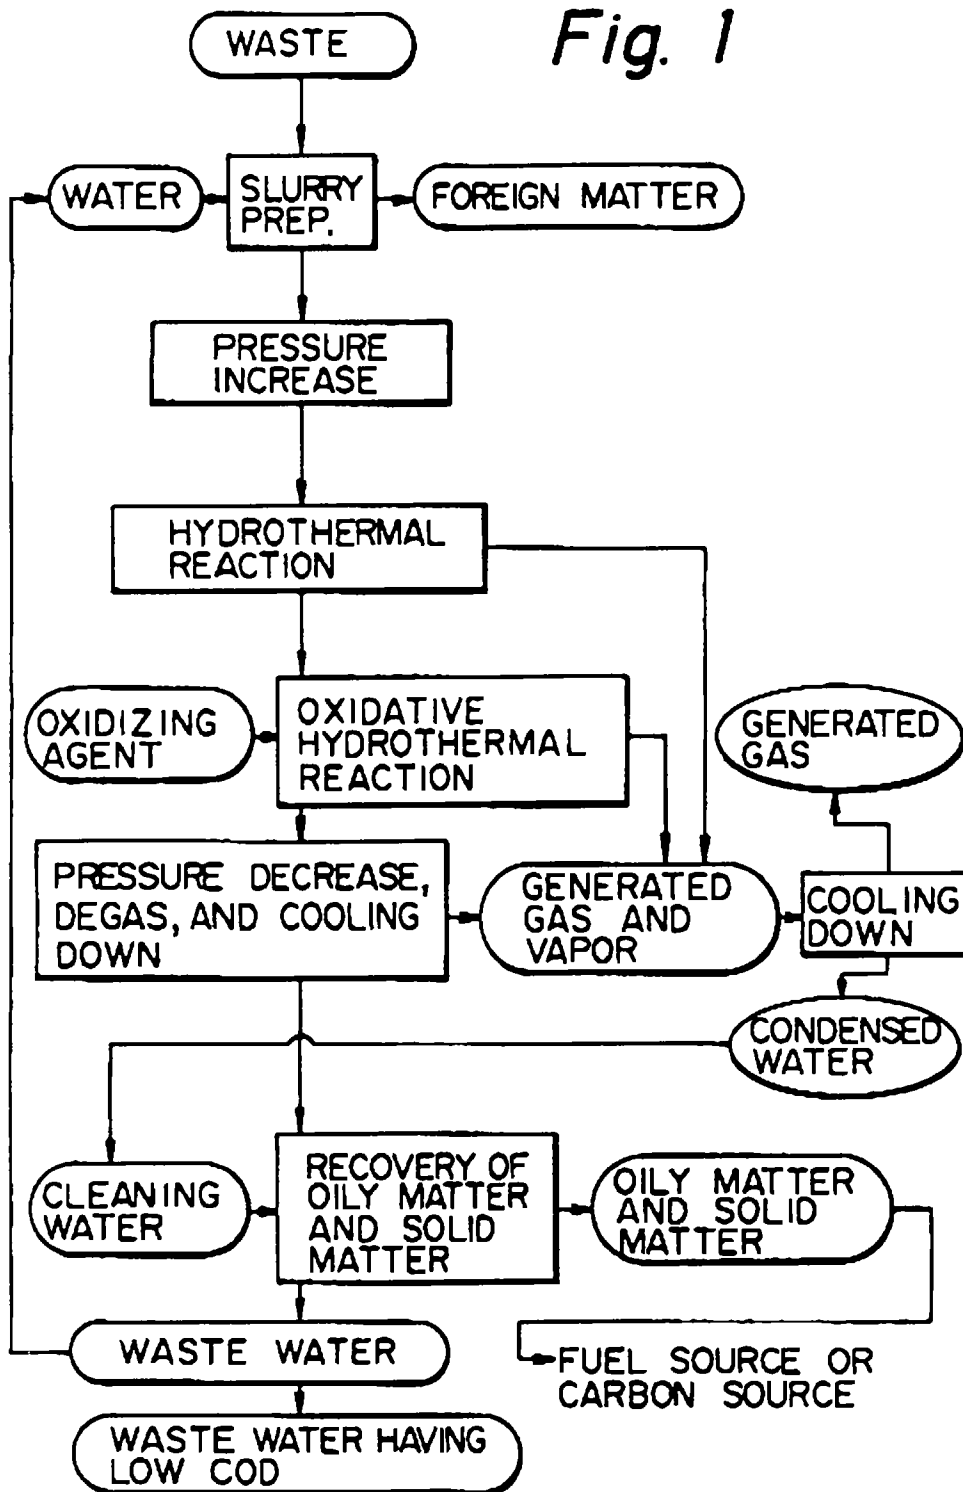 Fig. 1
WASTE
WATER
SLURRY
PREP.
FOREIGN MATTER
PRESSURE
INCREASE
HYDROTHERMAL
REACTION
OXIDIZING
AGENT
OXIDATIVE
HYDROTHERMAL
REACTION
GENERATED
GAS
PRESSURE DECREASE,
DEGAS, AND COOLING
DOWN
GENERATED
GAS AND
VAPOR
COOLING
DOWN
CONDENSED
WATER
CLEANING
WATER
RECOVERY OF
OILY MATTER
AND SOLID
MATTER
OILY MATTER
AND SOLID
MATTER
WASTE WATER
FUEL SOURCE OR
CARBON SOURCE
WASTE WATER HAVING
LOW COD